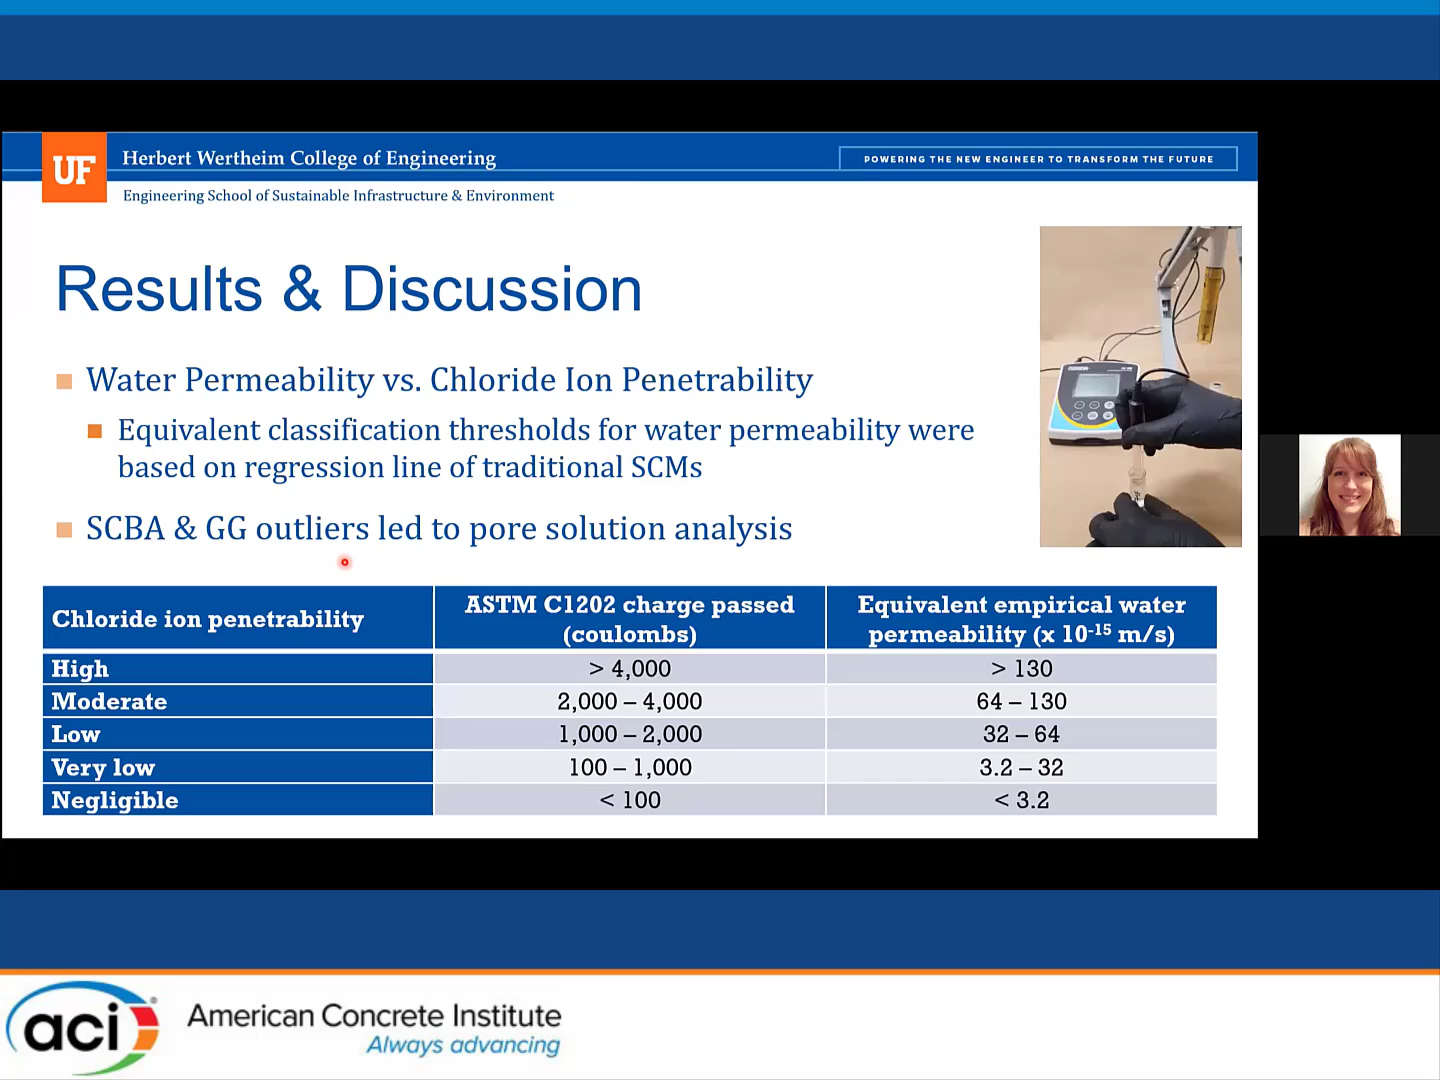 UF
Herbert Wertheim College of Engineering
POWERING THE NEW ENGINEER TO TRANSFORM THE FUTURE
Engineering School of Sustainable Infrastructure & Environment
Results & Discussion
Water Permeability vs. Chloride Ion Penetrability
Equivalent classification thresholds for water permeability were
based on regression line of traditional SCMs
SCBA & GG outliers led to pore solution analysis
Chloride ion penetrability
ASTM C1202 charge passed
(coulombs)
Equivalent empirical water
permeability (x 10⁻¹⁵ m/s)
High > 4,000 > 130
Moderate 2,000 – 4,000 64 – 130
Low 1,000 – 2,000 32 – 64
Very low 100 – 1,000 3.2 – 32
Negligible < 100 < 3.2
aci
American Concrete Institute
Always advancing